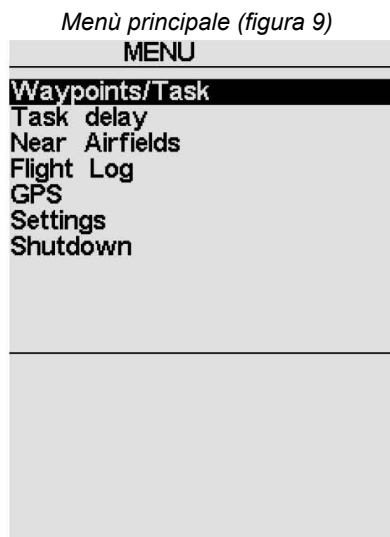 Menù principale (figura 9)
MENU
Waypoints/Task
Task delay
Near Airfields
Flight Log
GPS
Settings
Shutdown